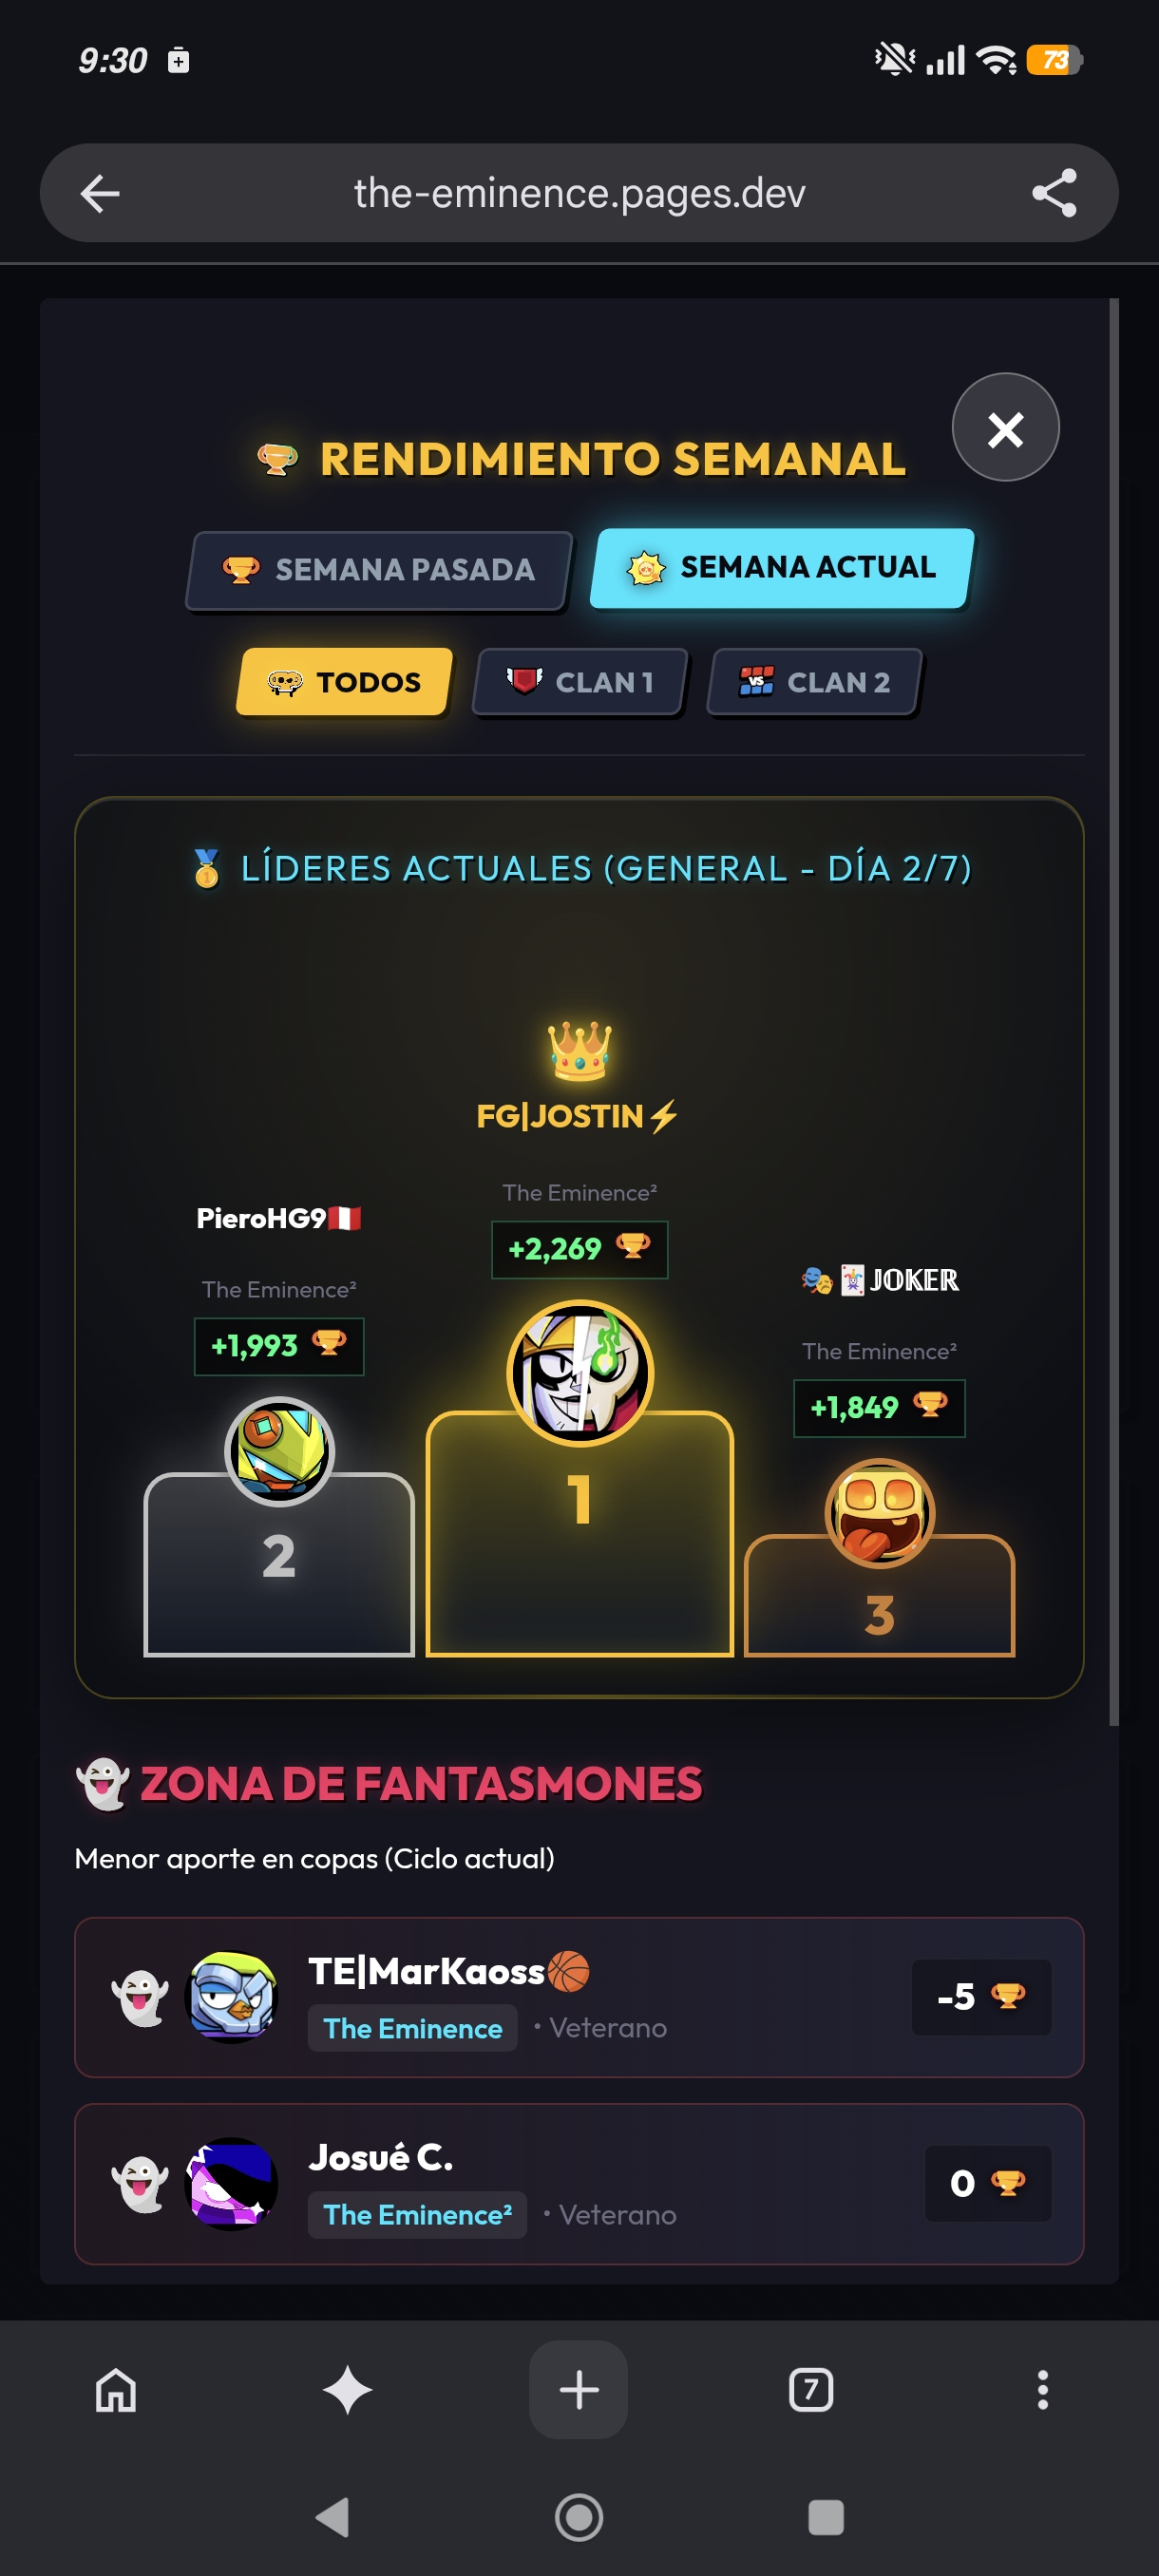 9:30
73
the-eminence.pages.dev
RENDIMIENTO SEMANAL
SEMANA PASADA
SEMANA ACTUAL
TODOS
CLAN 1
VS CLAN 2
LÍDERES ACTUALES (GENERAL - DÍA 2/7)
FG|JOSTIN⚡
The Eminence²
+2,269
PieroHG9🇵🇪
The Eminence²
+1,993
🎭🃏JOKER
The Eminence²
+1,849
1
2
3
👻 ZONA DE FANTASMONES
Menor aporte en copas (Ciclo actual)
TE|MarKaoss🏀
The Eminence • Veterano
-5
Josué C.
The Eminence² • Veterano
0
7